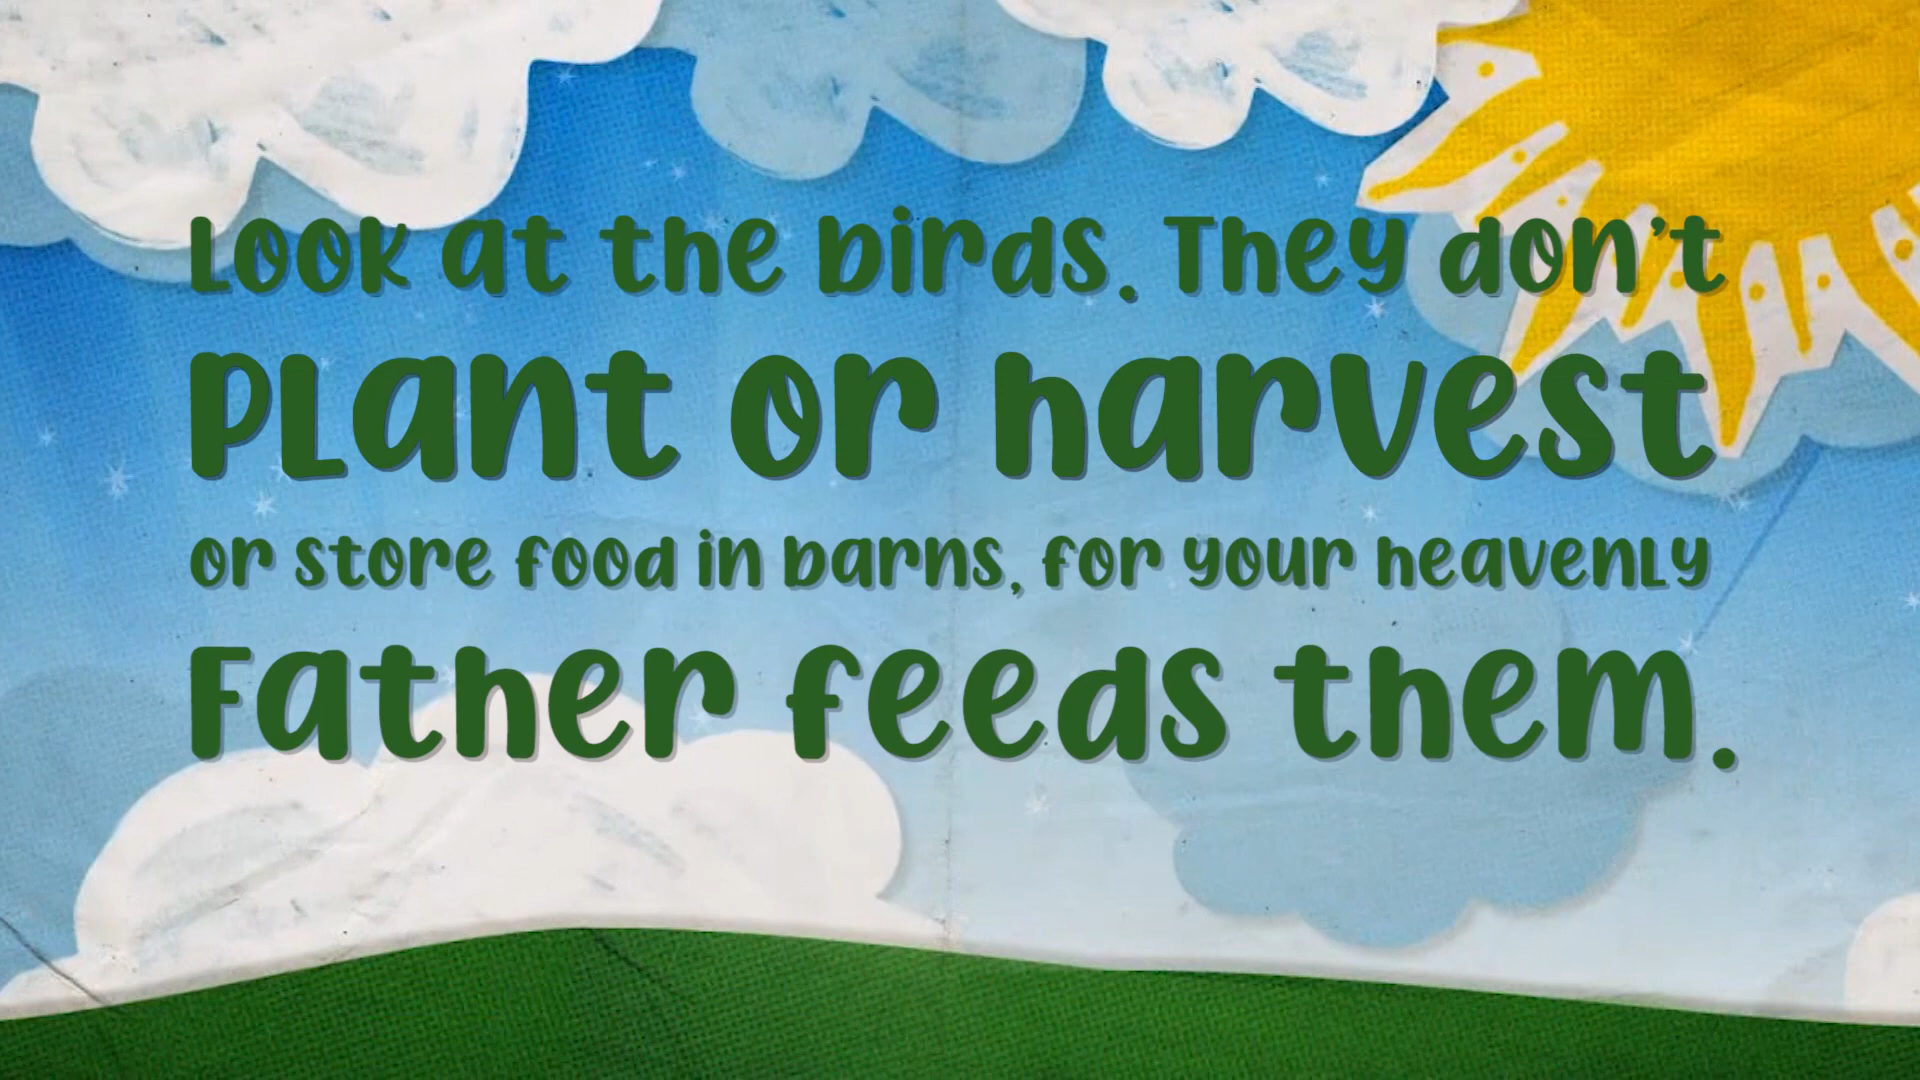 Look at the birds. They don't
plant or harvest
or store food in barns, for your heavenly
Father feeds them.